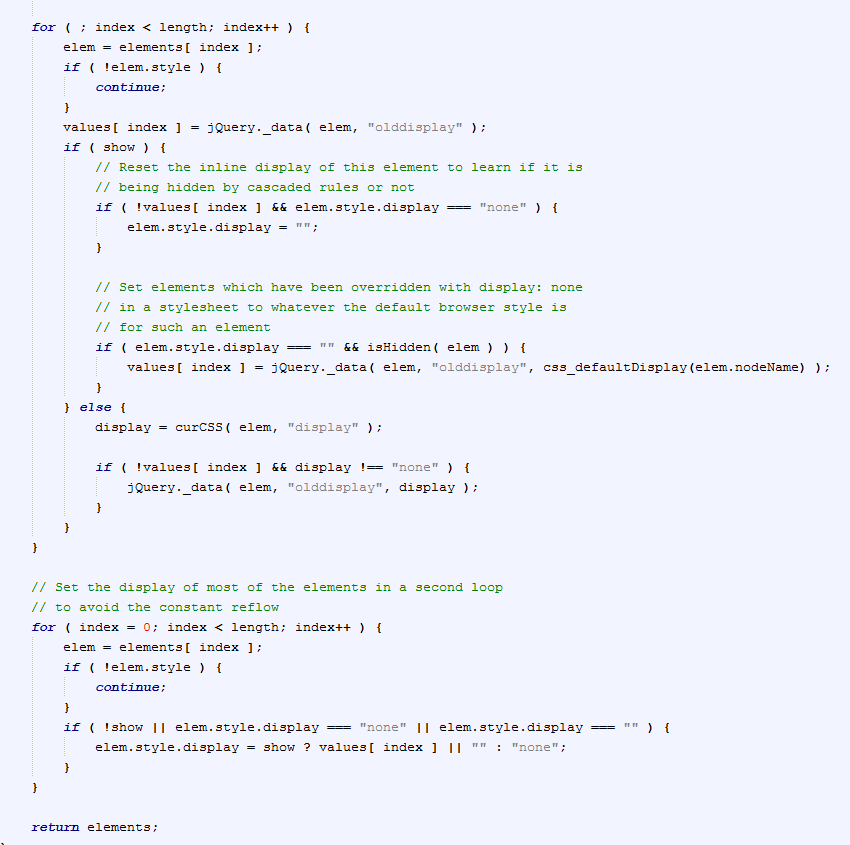 for ( ; index < length; index++ ) {
elem = elements[ index ];
if ( !elem.style ) {
continue;
}
values[ index ] = jQuery._data( elem, "olddisplay" );
if ( show ) {
// Reset the inline display of this element to learn if it is
// being hidden by cascaded rules or not
if ( !values[ index ] && elem.style.display === "none" ) {
elem.style.display = "";
}
// Set elements which have been overridden with display: none
// in a stylesheet to whatever the default browser style is
// for such an element
if ( elem.style.display === "" && isHidden( elem ) ) {
values[ index ] = jQuery._data( elem, "olddisplay", css_defaultDisplay(elem.nodeName) );
}
} else {
display = curCSS( elem, "display" );
if ( !values[ index ] && display !== "none" ) {
jQuery._data( elem, "olddisplay", display );
}
}
}
// Set the display of most of the elements in a second loop
// to avoid the constant reflow
for ( index = 0; index < length; index++ ) {
elem = elements[ index ];
if ( !elem.style ) {
continue;
}
if ( !show || elem.style.display === "none" || elem.style.display === "" ) {
elem.style.display = show ? values[ index ] || "" : "none";
}
}
return elements;